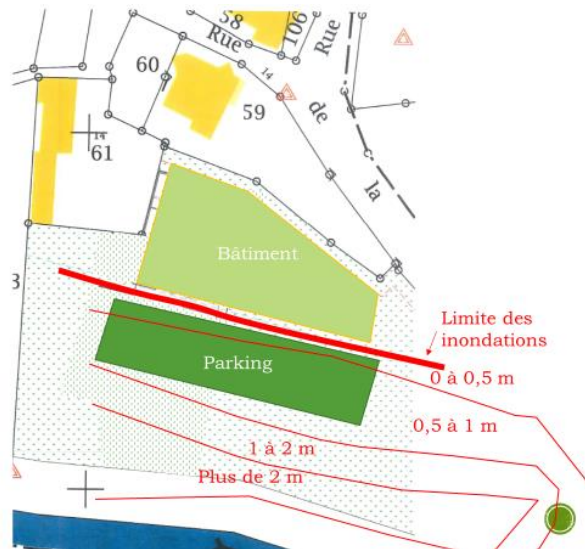 58
106
Rue
Rue
60
14
59
de
14
61
la
Bâtiment
3
Limite des
inondations
Parking
0 à 0,5 m
0,5 à 1 m
1 à 2 m
Plus de 2 m